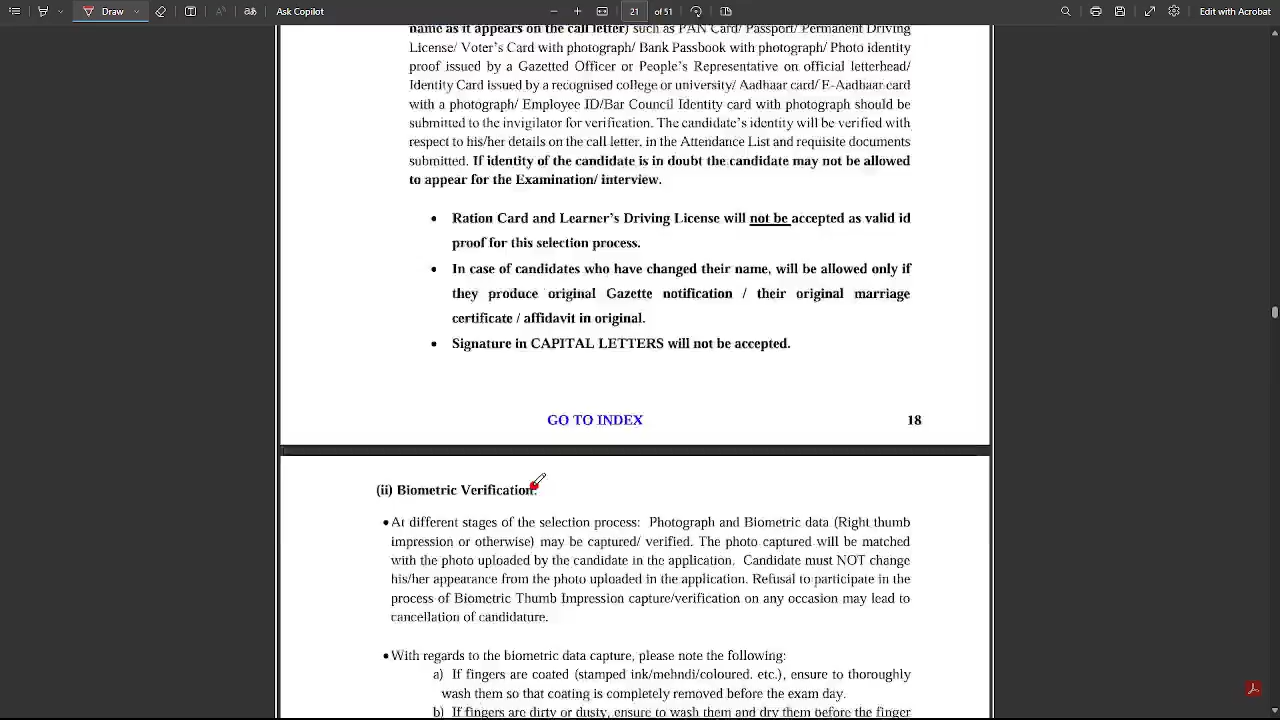 Draw
Ask Copilot
21
of 51
Edit with Acrobat
name as it appears on the call letter) such as PAN Card/ Passport/ Permanent Driving
License/ Voter's Card with photograph/ Bank Passbook with photograph/ Photo identity
proof issued by a Gazetted Officer or People's Representative on official letterhead/
Identity Card issued by a recognised college or university/ Aadhaar card/ E-Aadhaar card
with a photograph/ Employee ID/Bar Council Identity card with photograph should be
submitted to the invigilator for verification. The candidate's identity will be verified with
respect to his/her details on the call letter, in the Attendance List and requisite documents
submitted. If identity of the candidate is in doubt the candidate may not be allowed
to appear for the Examination/ interview.
• Ration Card and Learner's Driving License will not be accepted as valid id
proof for this selection process.
• In case of candidates who have changed their name, will be allowed only if
they produce original Gazette notification / their original marriage
certificate / affidavit in original.
• Signature in CAPITAL LETTERS will not be accepted.
GO TO INDEX
18
(ii) Biometric Verification:
• At different stages of the selection process: Photograph and Biometric data (Right thumb
impression or otherwise) may be captured/ verified. The photo captured will be matched
with the photo uploaded by the candidate in the application. Candidate must NOT change
his/her appearance from the photo uploaded in the application. Refusal to participate in the
process of Biometric Thumb Impression capture/verification on any occasion may lead to
cancellation of candidature.
• With regards to the biometric data capture, please note the following:
a) If fingers are coated (stamped ink/mehndi/coloured. etc.), ensure to thoroughly
wash them so that coating is completely removed before the exam day.
b) If fingers are dirty or dusty, ensure to wash them and dry them before the finger